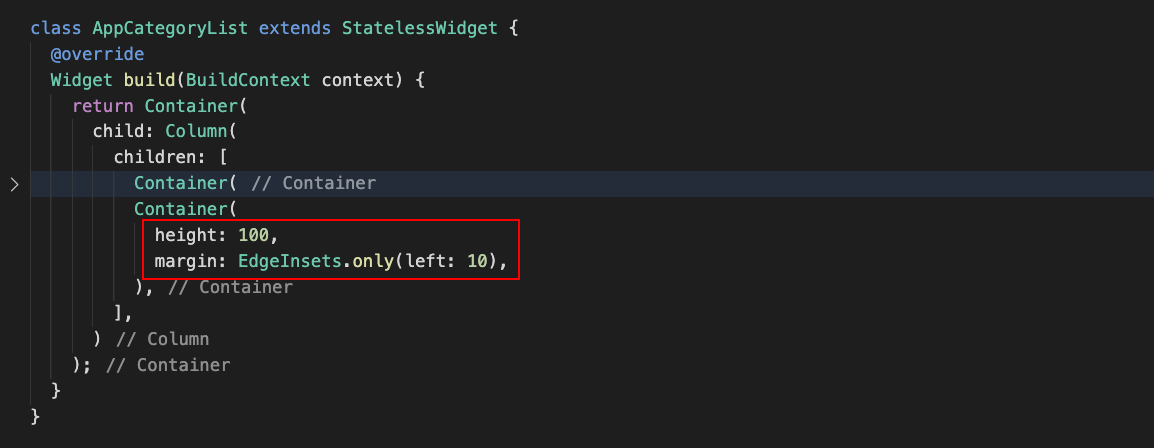 class AppCategoryList extends StatelessWidget {
@override
Widget build(BuildContext context) {
return Container(
child: Column(
children: [
Container( // Container
Container(
height: 100,
margin: EdgeInsets.only(left: 10),
), // Container
],
) // Column
); // Container
}
}